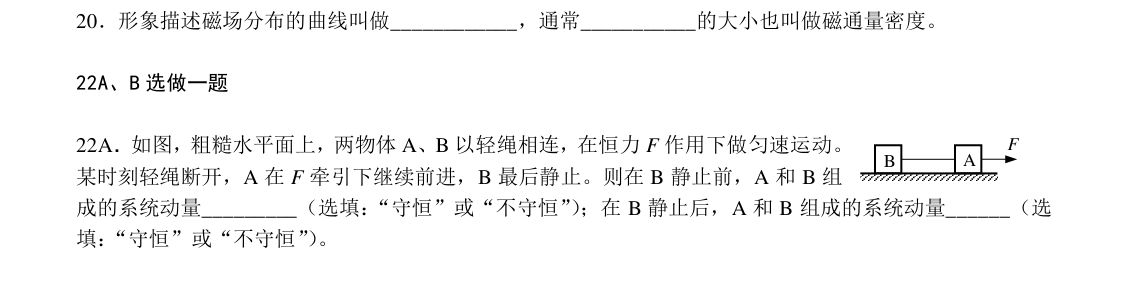 20．形象描述磁场分布的曲线叫做____________，通常___________的大小也叫做磁通量密度。
22A、B 选做一题
22A．如图，粗糙水平面上，两物体 A、B 以轻绳相连，在恒力 F 作用下做匀速运动。
某时刻轻绳断开，A 在 F 牵引下继续前进，B 最后静止。则在 B 静止前，A 和 B 组
成的系统动量_________（选填：“守恒”或“不守恒”）；在 B 静止后，A 和 B 组成的系统动量______（选
填：“守恒”或“不守恒”）。
B A F